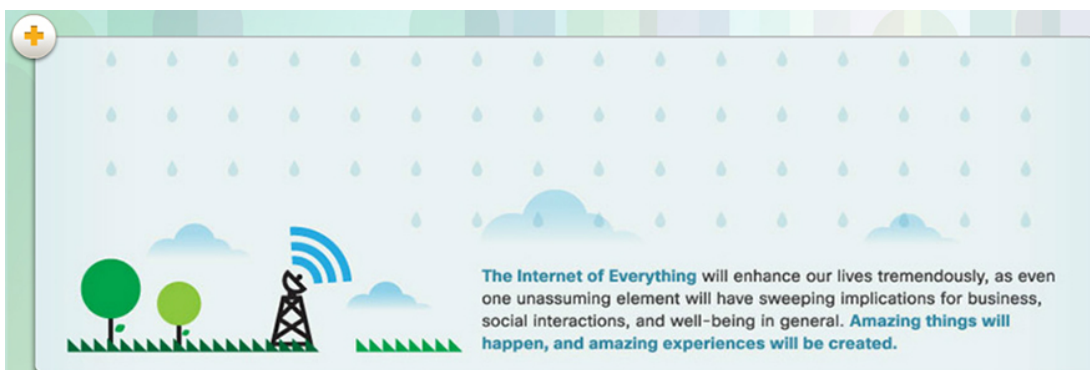 The Internet of Everything will enhance our lives tremendously, as even
one unassuming element will have sweeping implications for business,
social interactions, and well-being in general. Amazing things will
happen, and amazing experiences will be created.